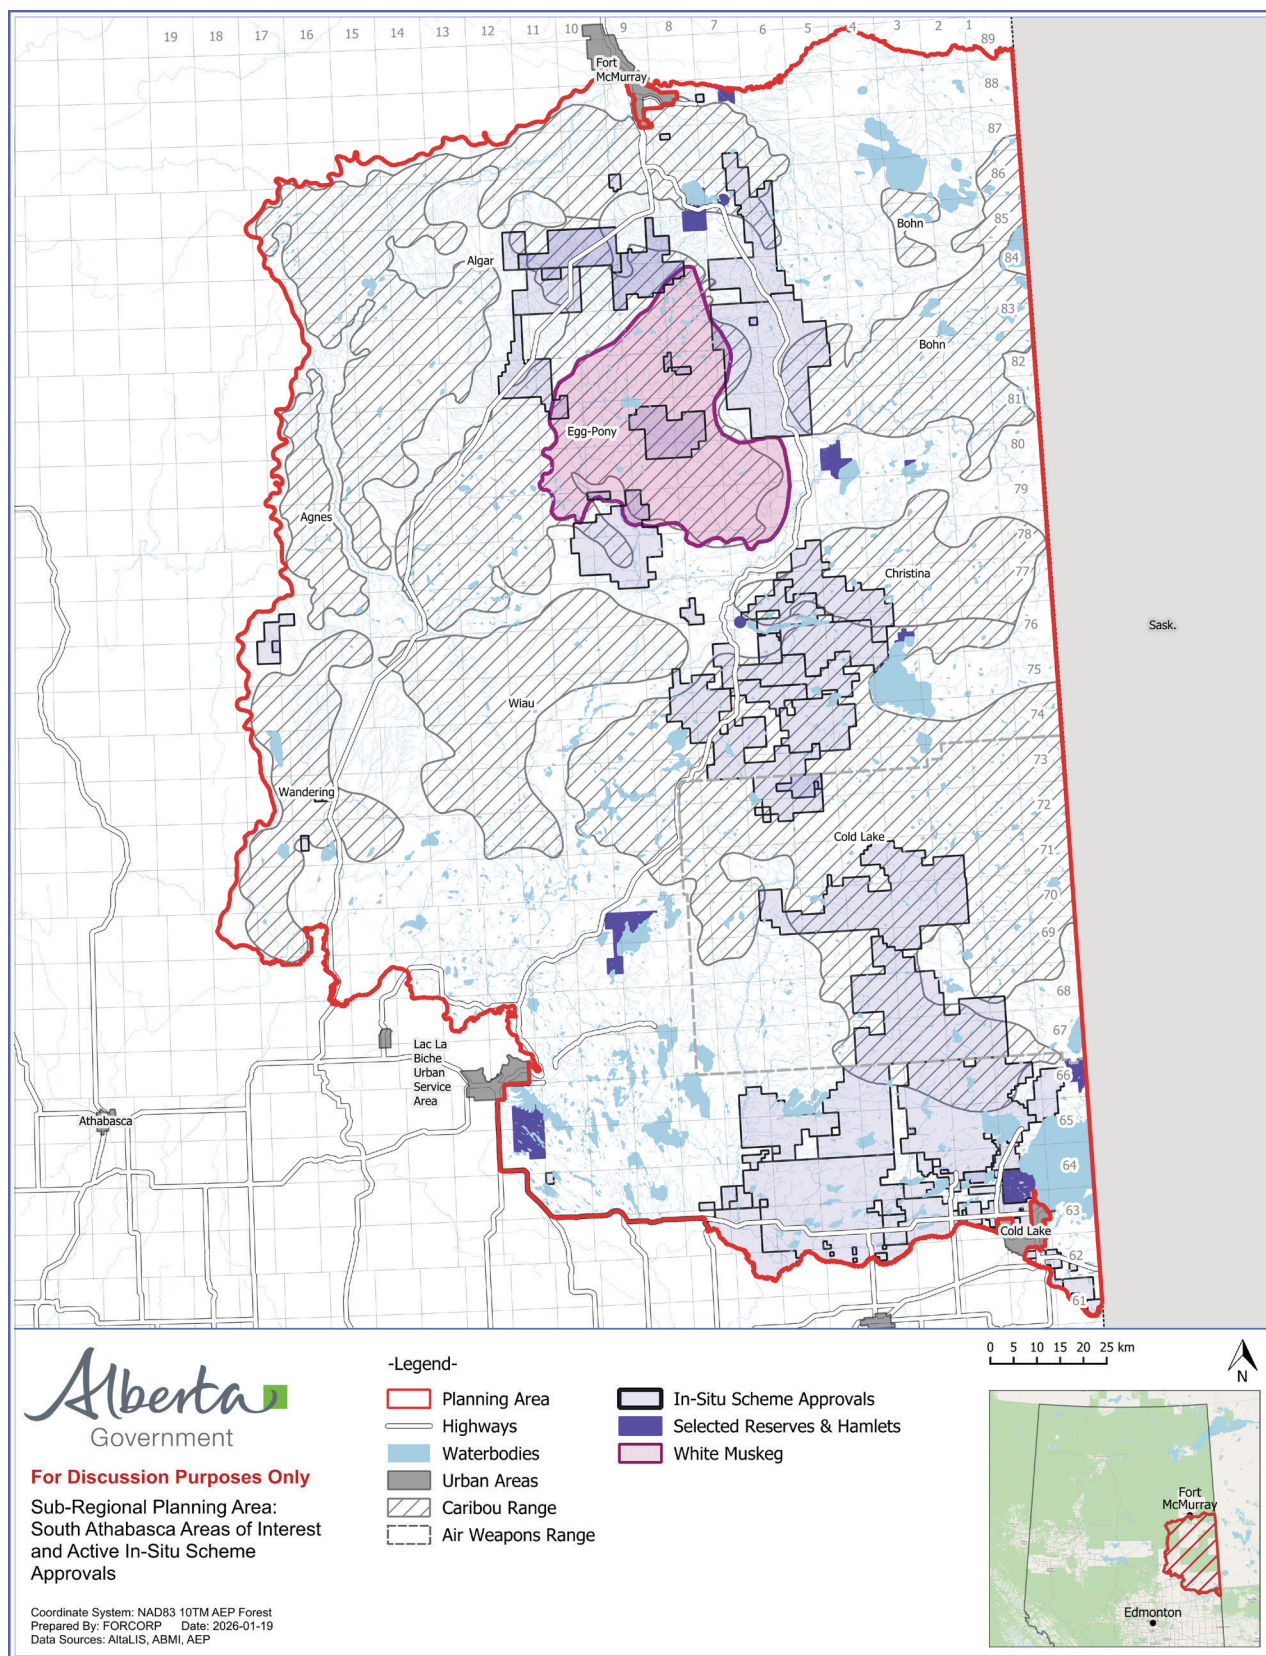 19
18
17
16
15
14
13
12
11
10
9
8
7
6
5
4
3
2
1
89
88
87
86
85
84
83
82
81
80
79
78
77
76
75
74
73
72
71
70
69
68
67
66
65
64
63
62
61
Fort
McMurray
Bohn
Algar
Bohn
Egg-Pony
Agnes
Christina
Sask.
Wiau
Wandering
Cold Lake
Lac La
Biche
Urban
Service
Area
Athabasca
Cold Lake
Alberta
Government
For Discussion Purposes Only
Sub-Regional Planning Area:
South Athabasca Areas of Interest
and Active In-Situ Scheme
Approvals
Coordinate System: NAD83 10TM AEP Forest
Prepared By: FORCORP Date: 2026-01-19
Data Sources: AltaLIS, ABMI, AEP
-Legend-
Planning Area
Highways
Waterbodies
Urban Areas
Caribou Range
Air Weapons Range
In-Situ Scheme Approvals
Selected Reserves & Hamlets
White Muskeg
0 5 10 15 20 25 km
N
Fort
McMurray
Edmonton